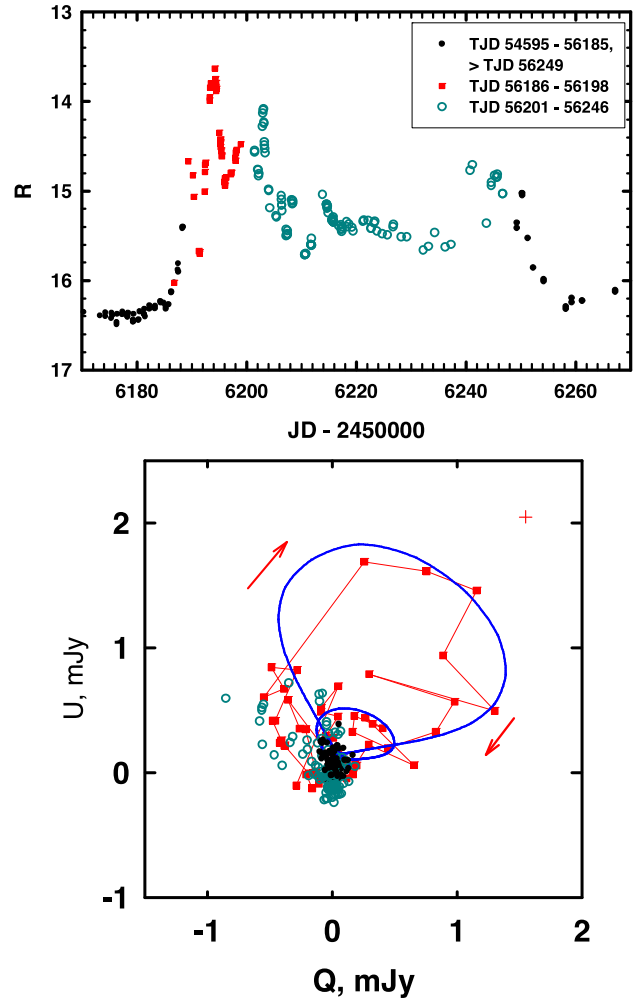 13
14
15
16
17
R
TJD 54595 - 56185,
> TJD 56249
TJD 56186 - 56198
TJD 56201 - 56246
6180 6200 6220 6240 6260
JD - 2450000
2
1
0
-1
U, mJy
-1 0 1 2
Q, mJy